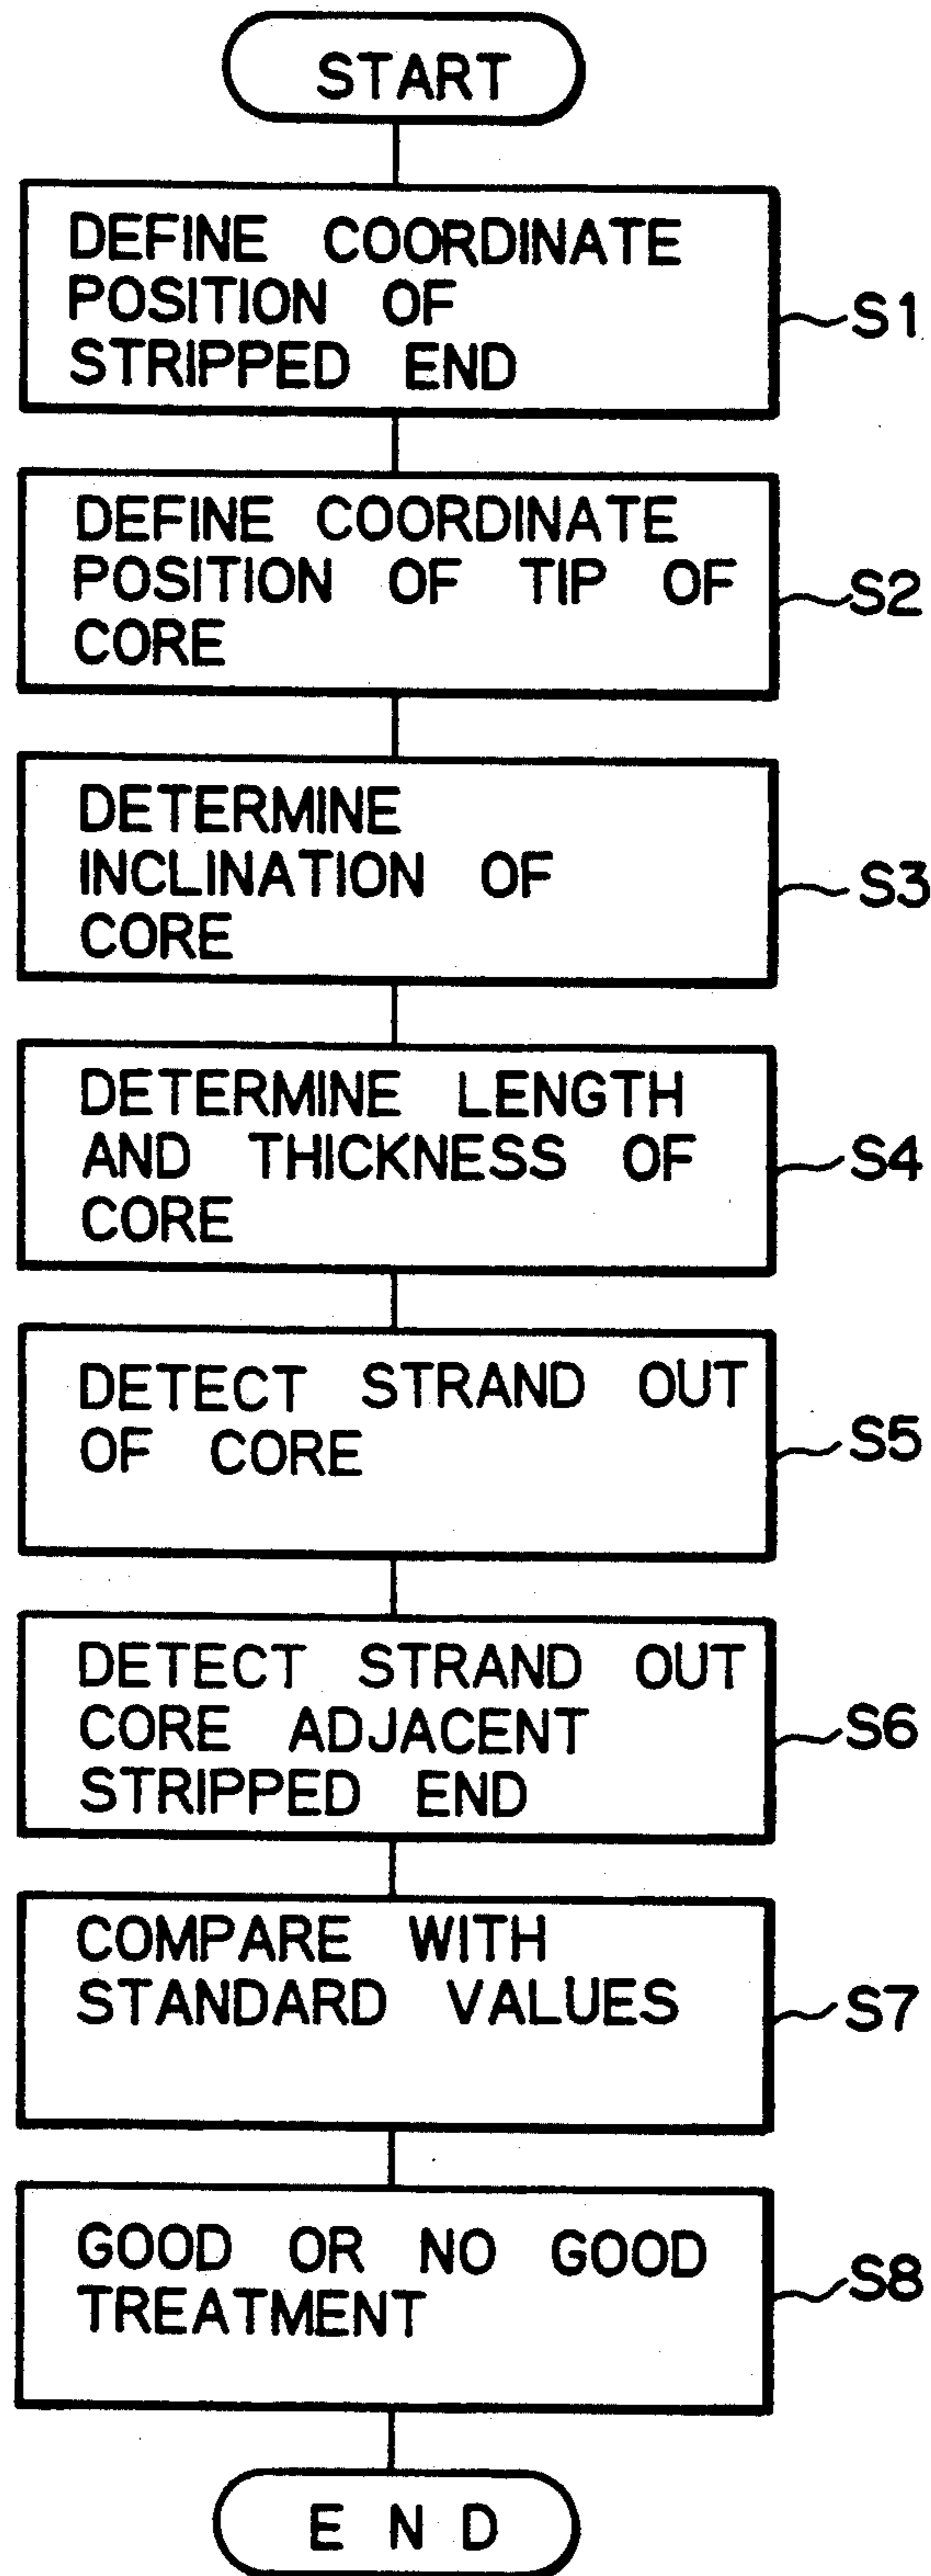 START
DEFINE COORDINATE
POSITION OF
STRIPPED END
S1
DEFINE COORDINATE
POSITION OF TIP OF
CORE
S2
DETERMINE
INCLINATION OF
CORE
S3
DETERMINE LENGTH
AND THICKNESS OF
CORE
S4
DETECT STRAND OUT
OF CORE
S5
DETECT STRAND OUT
CORE ADJACENT
STRIPPED END
S6
COMPARE WITH
STANDARD VALUES
S7
GOOD OR NO GOOD
TREATMENT
S8
END